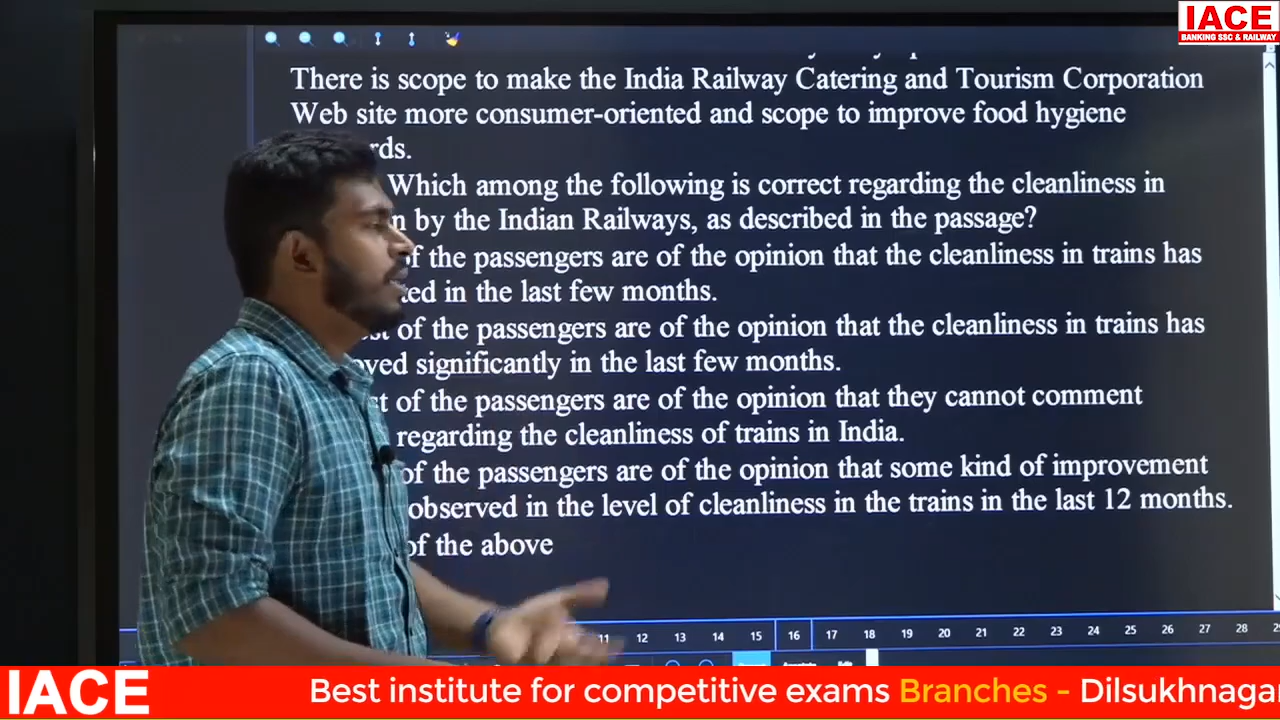 IACE
BANKING SSC & RAILWAY
There is scope to make the India Railway Catering and Tourism Corporation
Web site more consumer-oriented and scope to improve food hygiene
Which among the following is correct regarding the cleanliness in
by the Indian Railways, as described in the passage?
of the passengers are of the opinion that the cleanliness in trains has
in the last few months.
of the passengers are of the opinion that the cleanliness in trains has
significantly in the last few months.
of the passengers are of the opinion that they cannot comment
regarding the cleanliness of trains in India.
of the passengers are of the opinion that some kind of improvement
observed in the level of cleanliness in the trains in the last 12 months.
of the above
11 12 13 14 15 16 17 18 19 20 21 22 23 24 25 26 27 28
IACE Best institute for competitive exams Branches - Dilsukhnagar